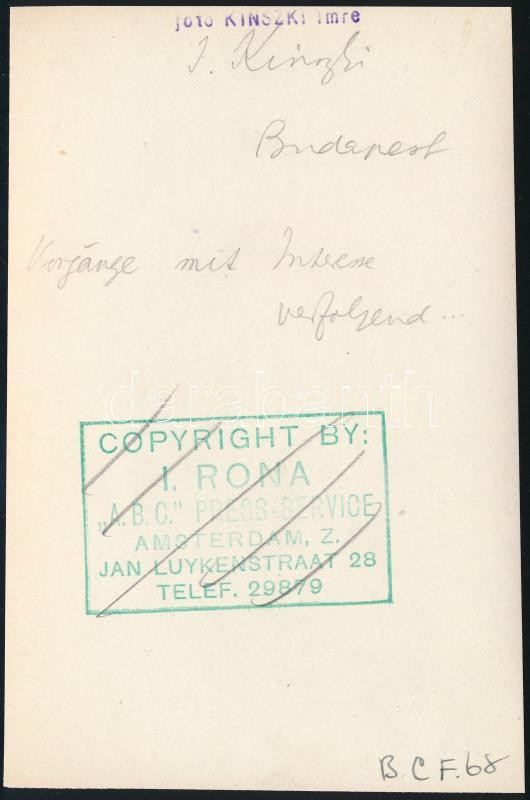 foto KINSZKI Imre
I. Kinszki
Budapest
Vorgänge mit Interesse
verfolgend...
darabanth
COPYRIGHT BY:
I. RONA
„A.B.C." PRESS-SERVICE
AMSTERDAM, Z.
JAN LUYKENSTRAAT 28
TELEF. 29879
B.C F.68